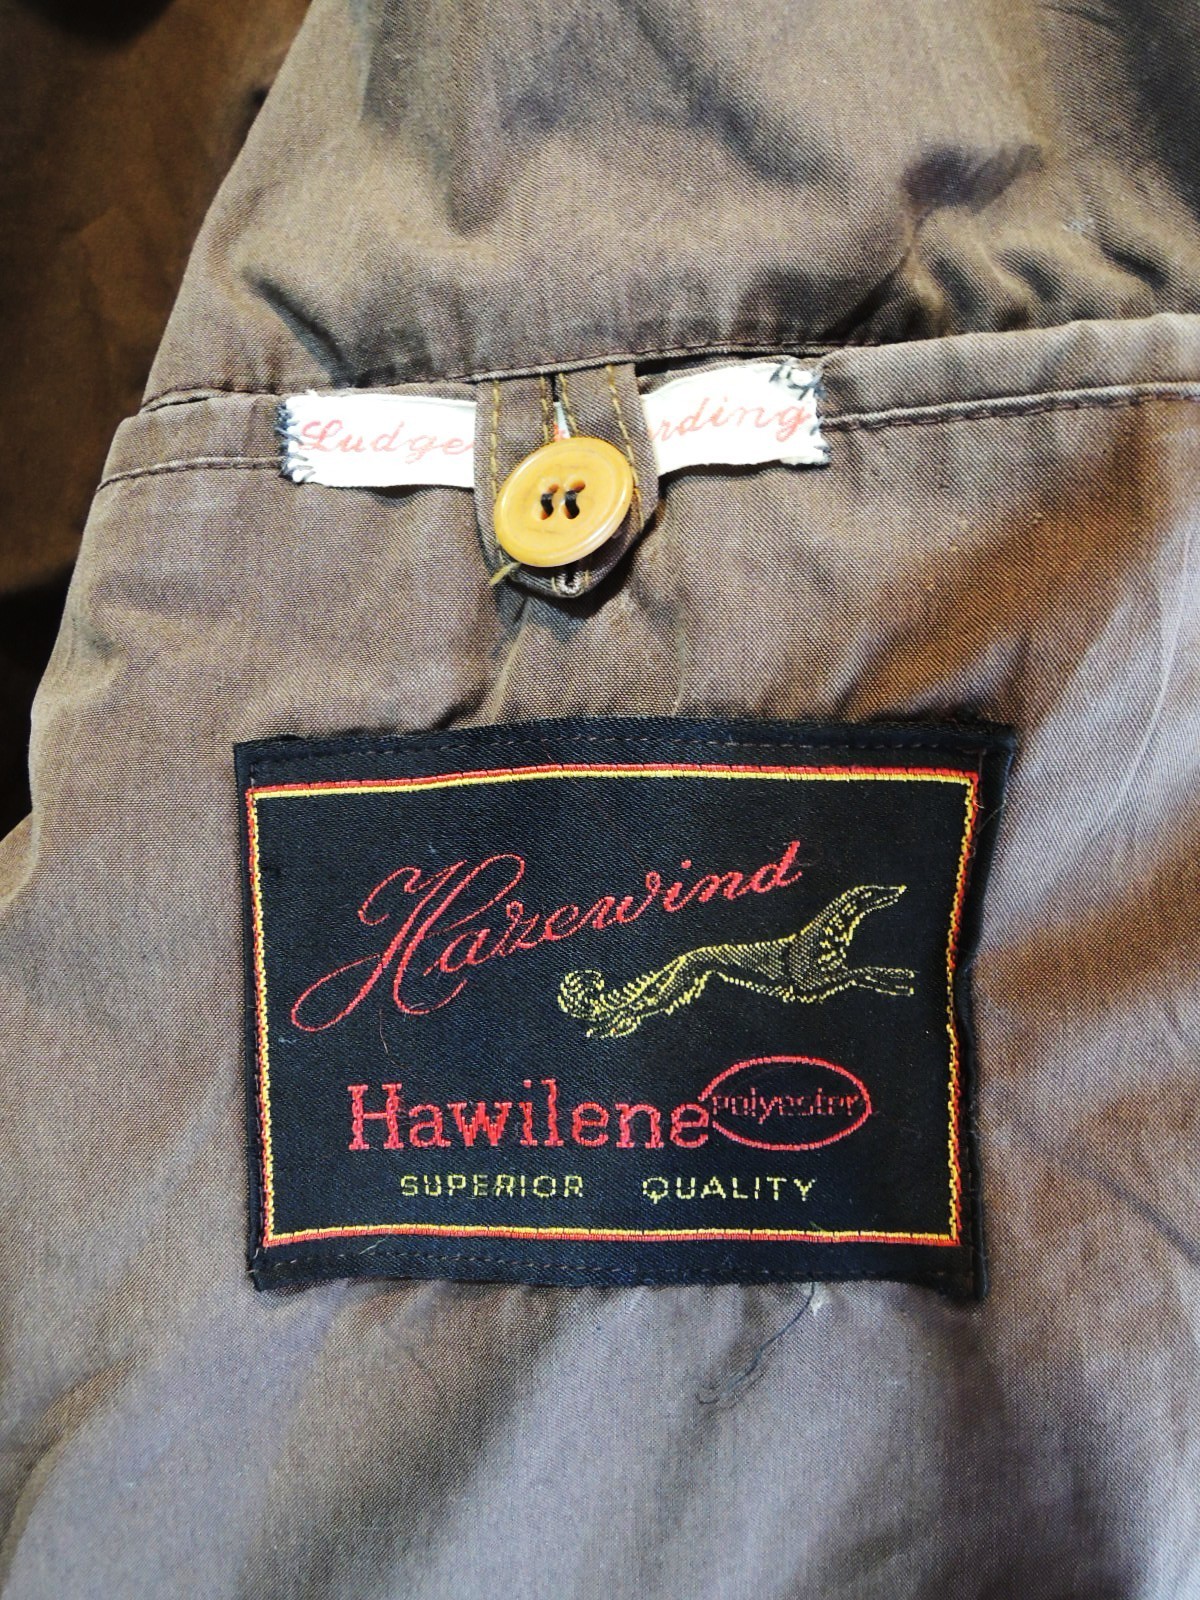 Ludge rding
Hazewind
Hawilene polyester
SUPERIOR QUALITY